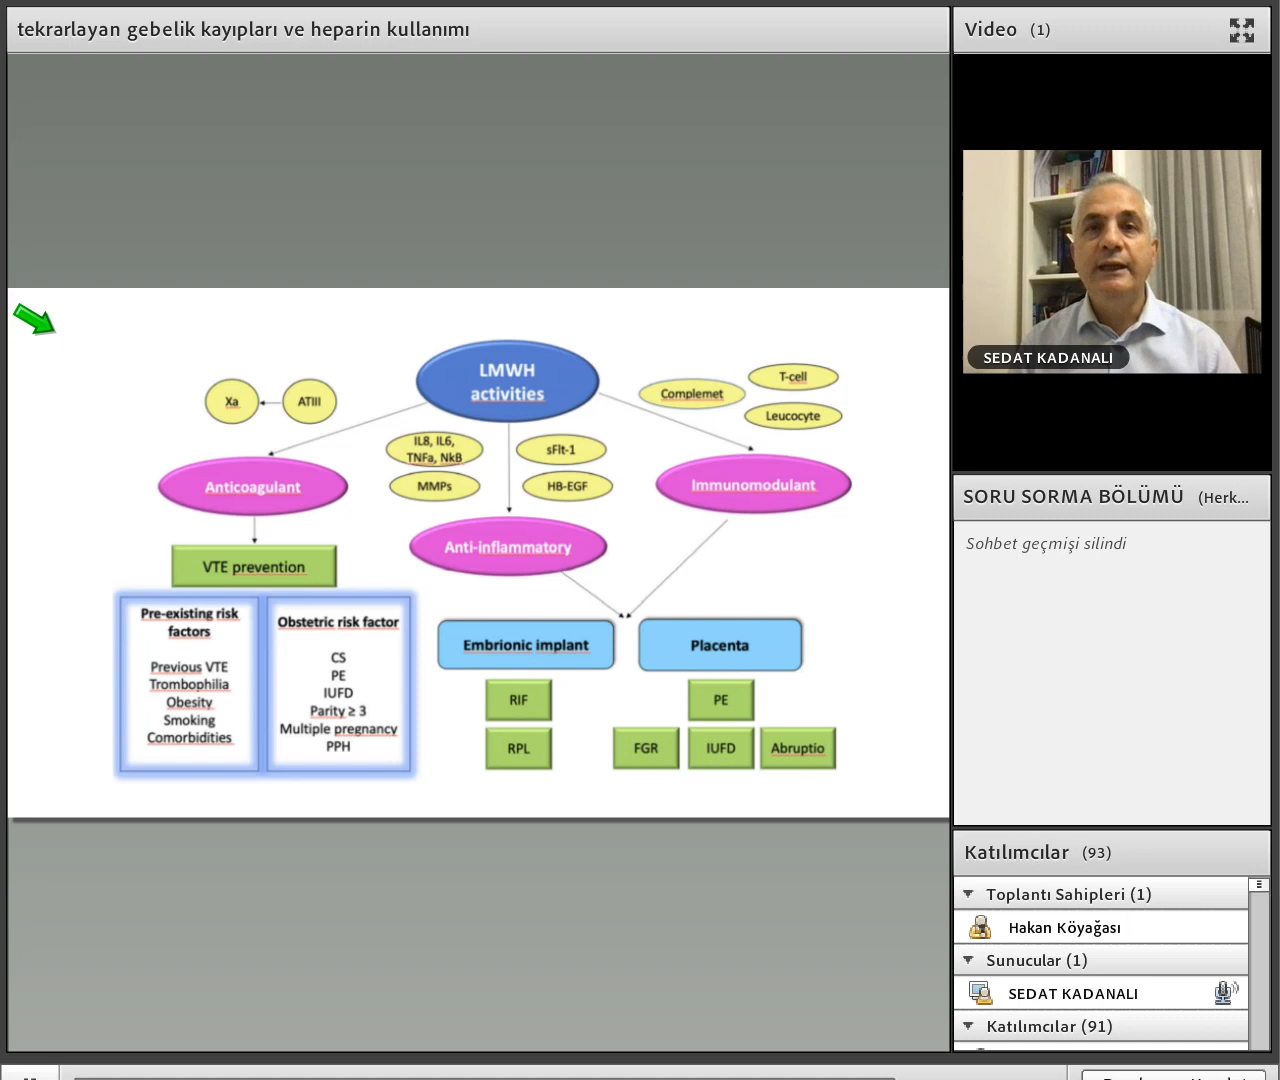 tekrarlayan gebelik kayıpları ve heparin kullanımı
LMWH
activities
Xa
ATIII
Complemet
T-cell
Leucocyte
IL8, IL6,
TNFa, NkB
MMPs
sFlt-1
HB-EGF
Anticoagulant
Anti-inflammatory
Immunomodulant
VTE prevention
Pre-existing risk
factors
Previous VTE
Trombophilia
Obesity
Smoking
Comorbidities
Obstetric risk factor
CS
PE
IUFD
Parity ≥ 3
Multiple pregnancy
PPH
Embrionic implant
RIF
RPL
Placenta
PE
FGR
IUFD
Abruptio
Video (1)
SEDAT KADANALI
SORU SORMA BÖLÜMÜ (Herk...
Sohbet geçmişi silindi
Katılımcılar (93)
Toplantı Sahipleri (1)
Hakan Köyağası
Sunucular (1)
SEDAT KADANALI
Katılımcılar (91)